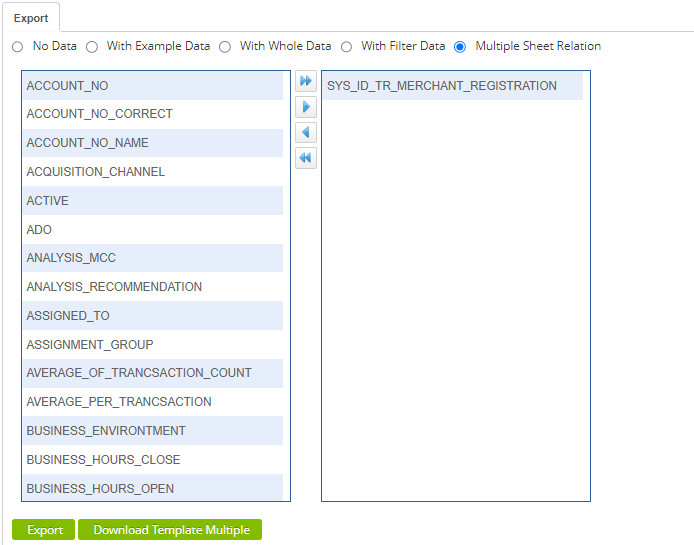 Export
No Data With Example Data With Whole Data With Filter Data Multiple Sheet Relation
ACCOUNT_NO
ACCOUNT_NO_CORRECT
ACCOUNT_NO_NAME
ACQUISITION_CHANNEL
ACTIVE
ADO
ANALYSIS_MCC
ANALYSIS_RECOMMENDATION
ASSIGNED_TO
ASSIGNMENT_GROUP
AVERAGE_OF_TRANCSACTION_COUNT
AVERAGE_PER_TRANCSACTION
BUSINESS_ENVIRONTMENT
BUSINESS_HOURS_CLOSE
BUSINESS_HOURS_OPEN
SYS_ID_TR_MERCHANT_REGISTRATION
Export Download Template Multiple